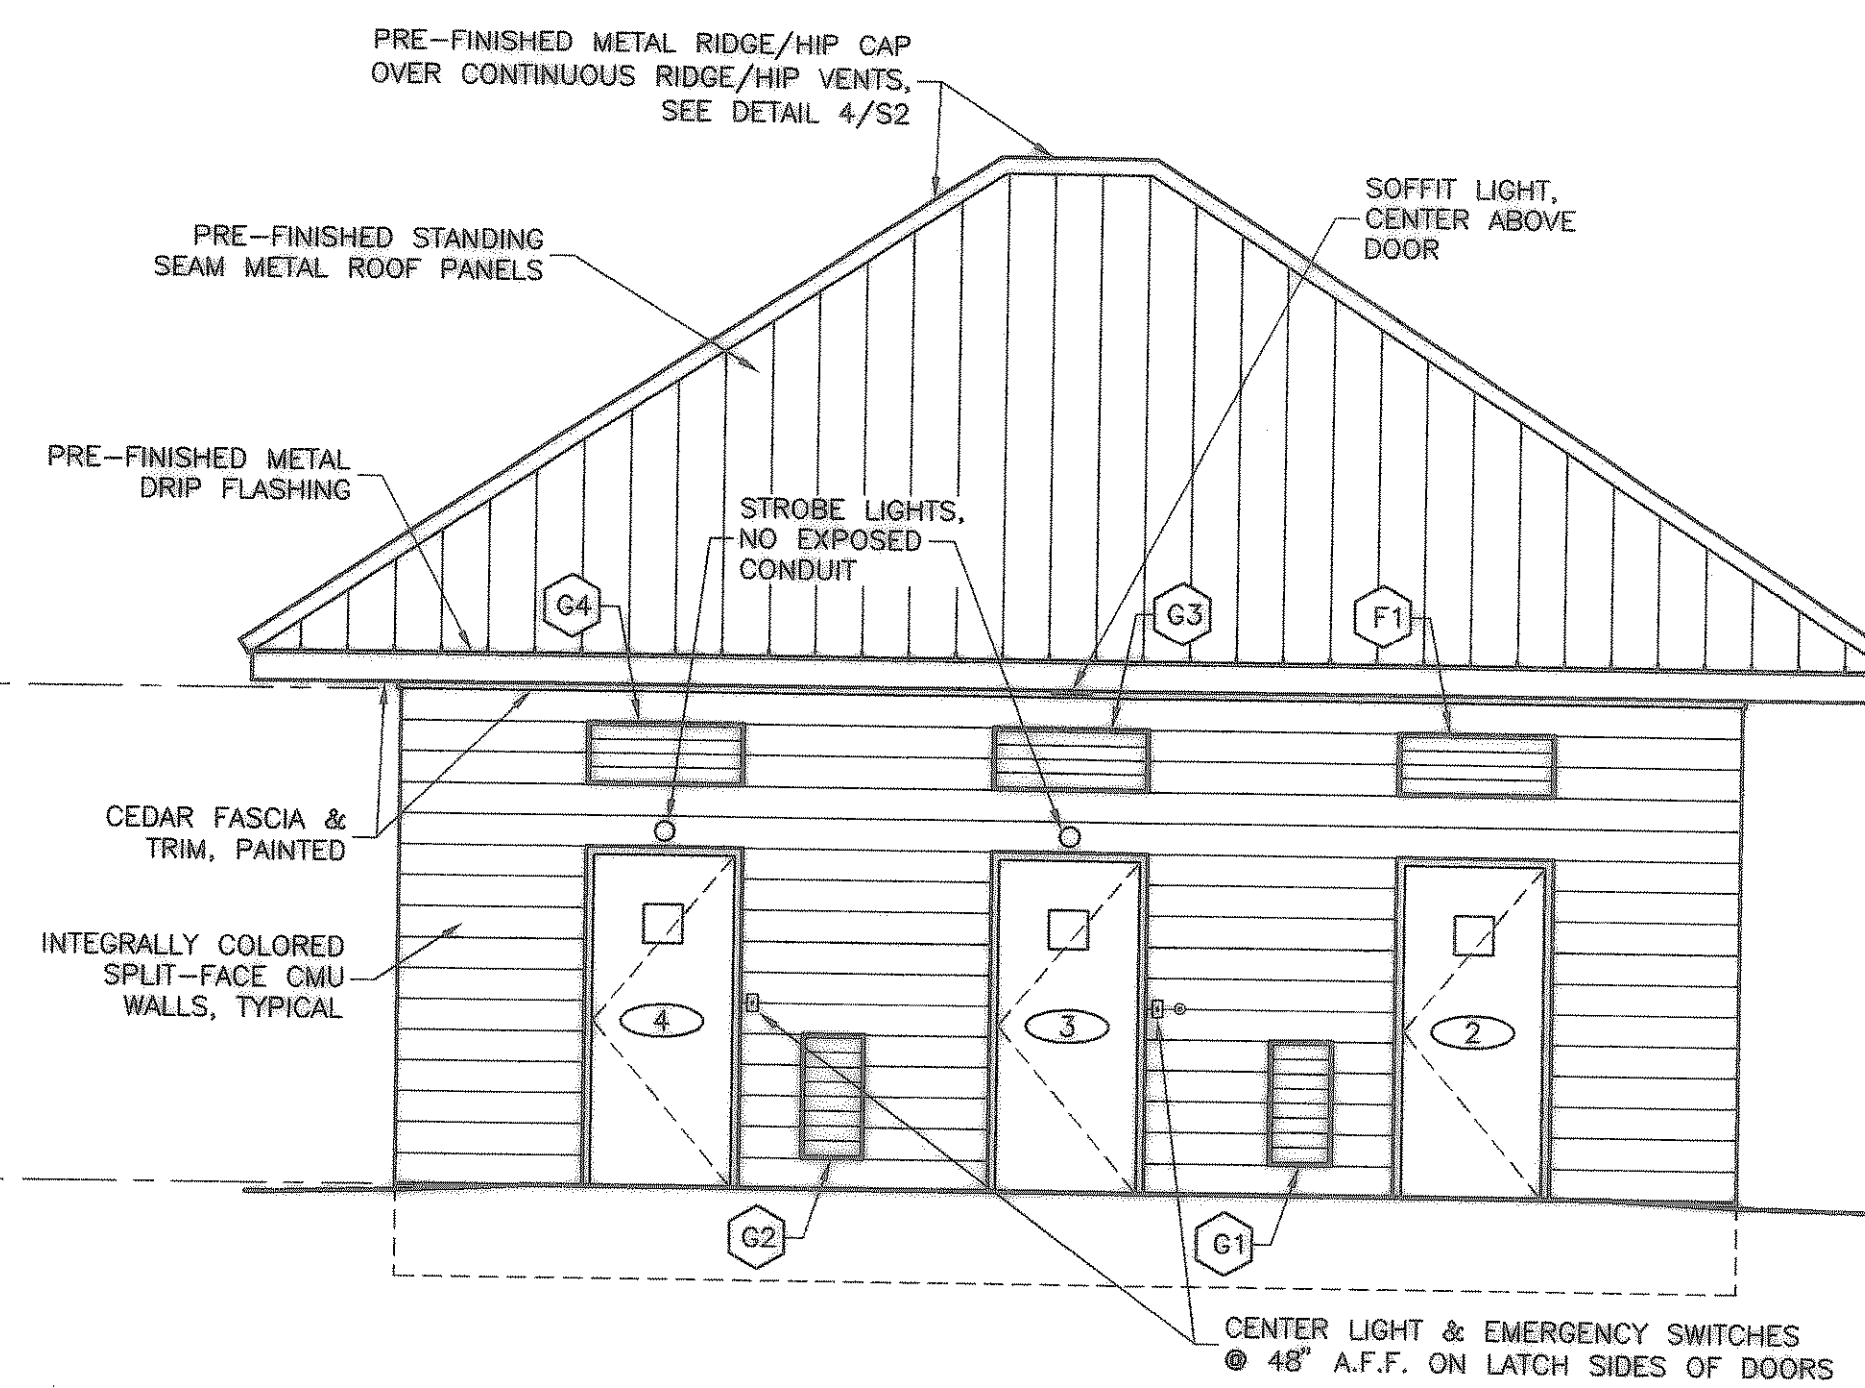 PRE-FINISHED METAL RIDGE/HIP CAP
OVER CONTINUOUS RIDGE/HIP VENTS,
SEE DETAIL 4/S2
SOFFIT LIGHT,
CENTER ABOVE
DOOR
PRE-FINISHED STANDING
SEAM METAL ROOF PANELS
PRE-FINISHED METAL
DRIP FLASHING
STROBE LIGHTS,
NO EXPOSED
CONDUIT
G4
G3
F1
CEDAR FASCIA &
TRIM, PAINTED
INTEGRALLY COLORED
SPLIT-FACE CMU
WALLS, TYPICAL
4
3
2
G2
G1
CENTER LIGHT & EMERGENCY SWITCHES
@ 48" A.F.F. ON LATCH SIDES OF DOORS